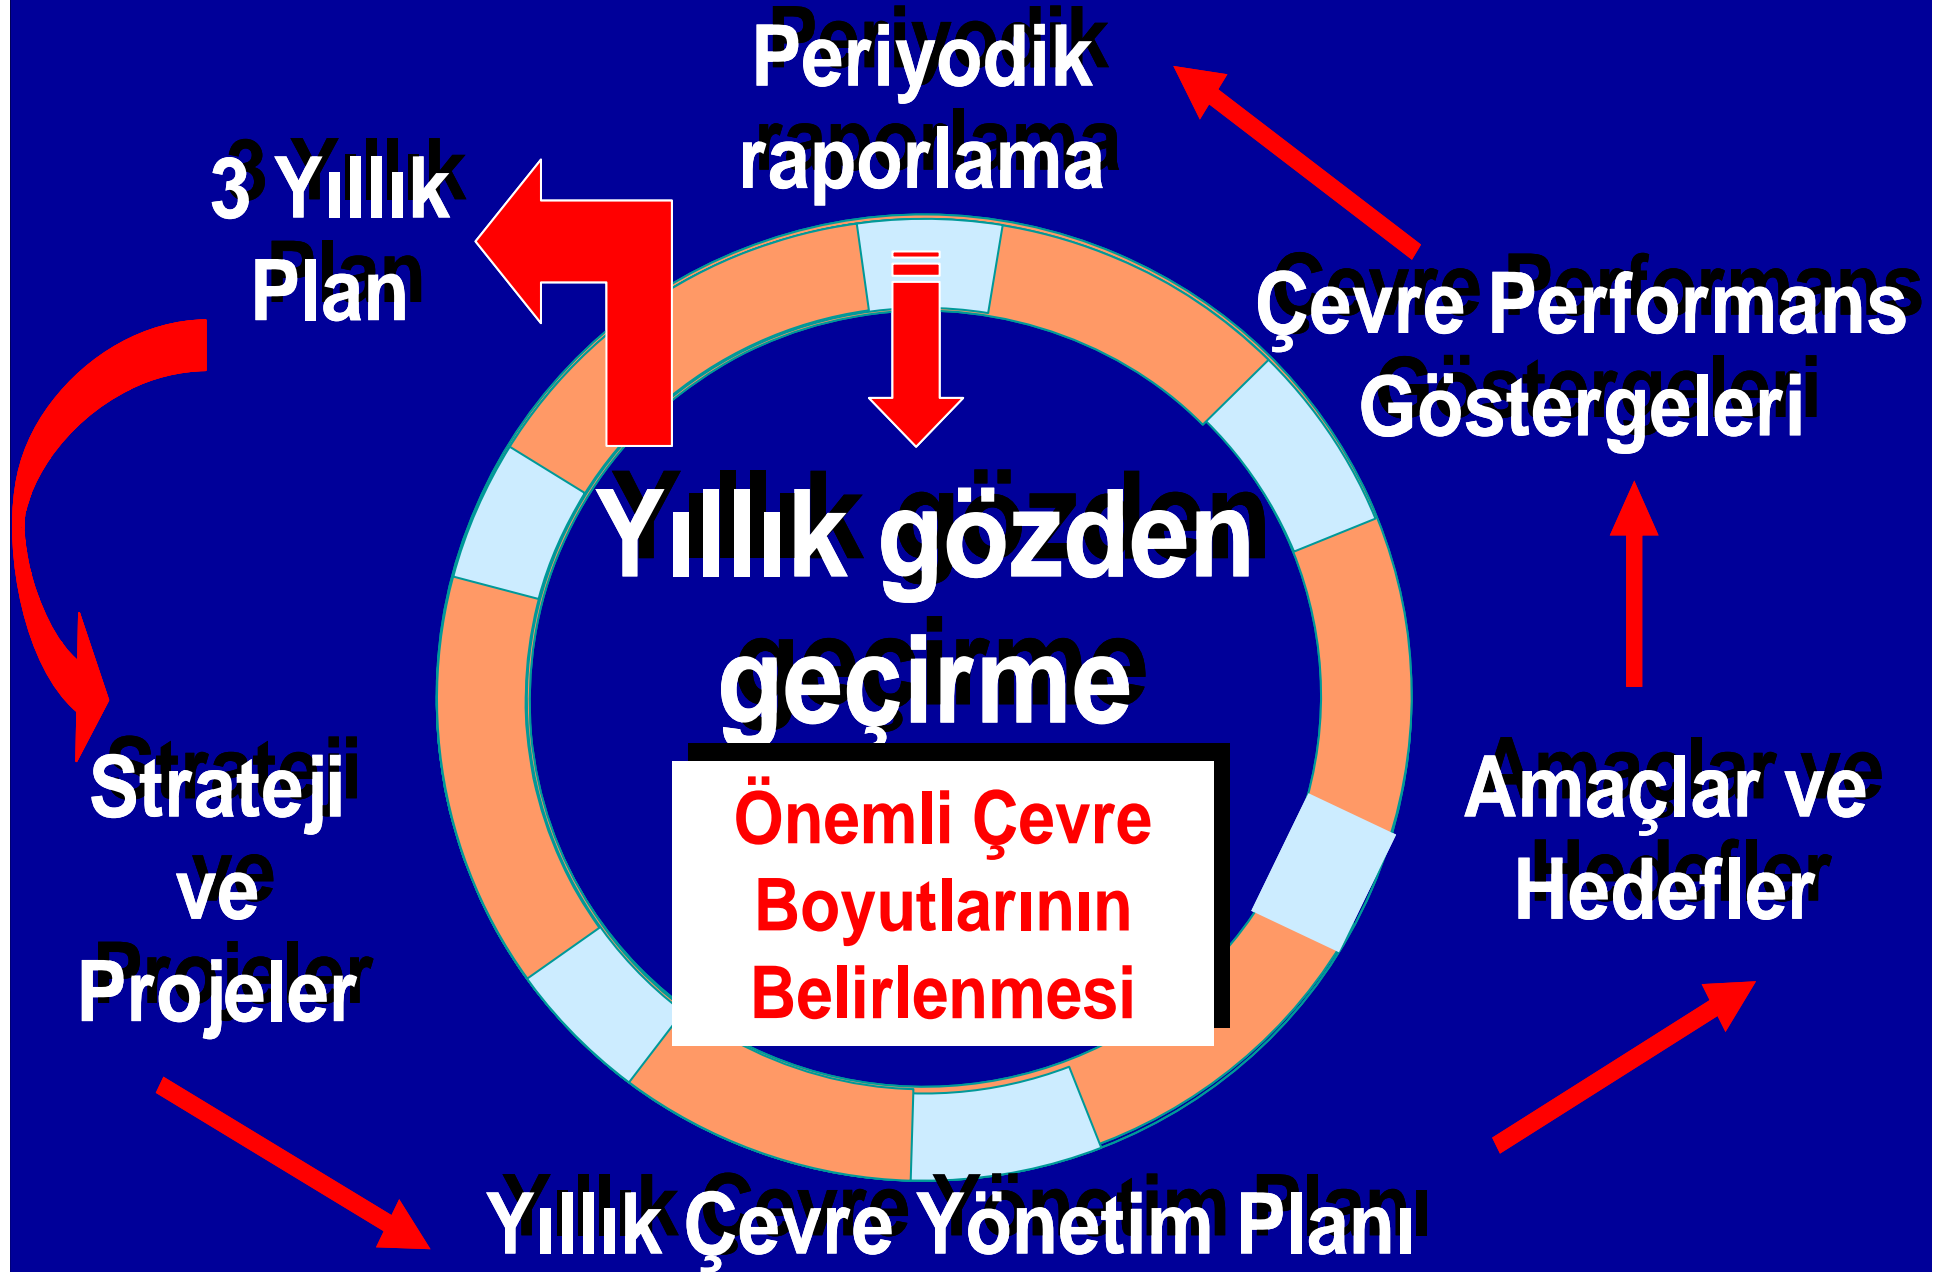 Periyodik
raporlama
3 Yıllık
Plan
Çevre Performans
Göstergeleri
Yıllık gözden
geçirme
Önemli Çevre
Boyutlarının
Belirlenmesi
Strateji
ve
Projeler
Amaçlar ve
Hedefler
Yıllık Çevre Yönetim Planı